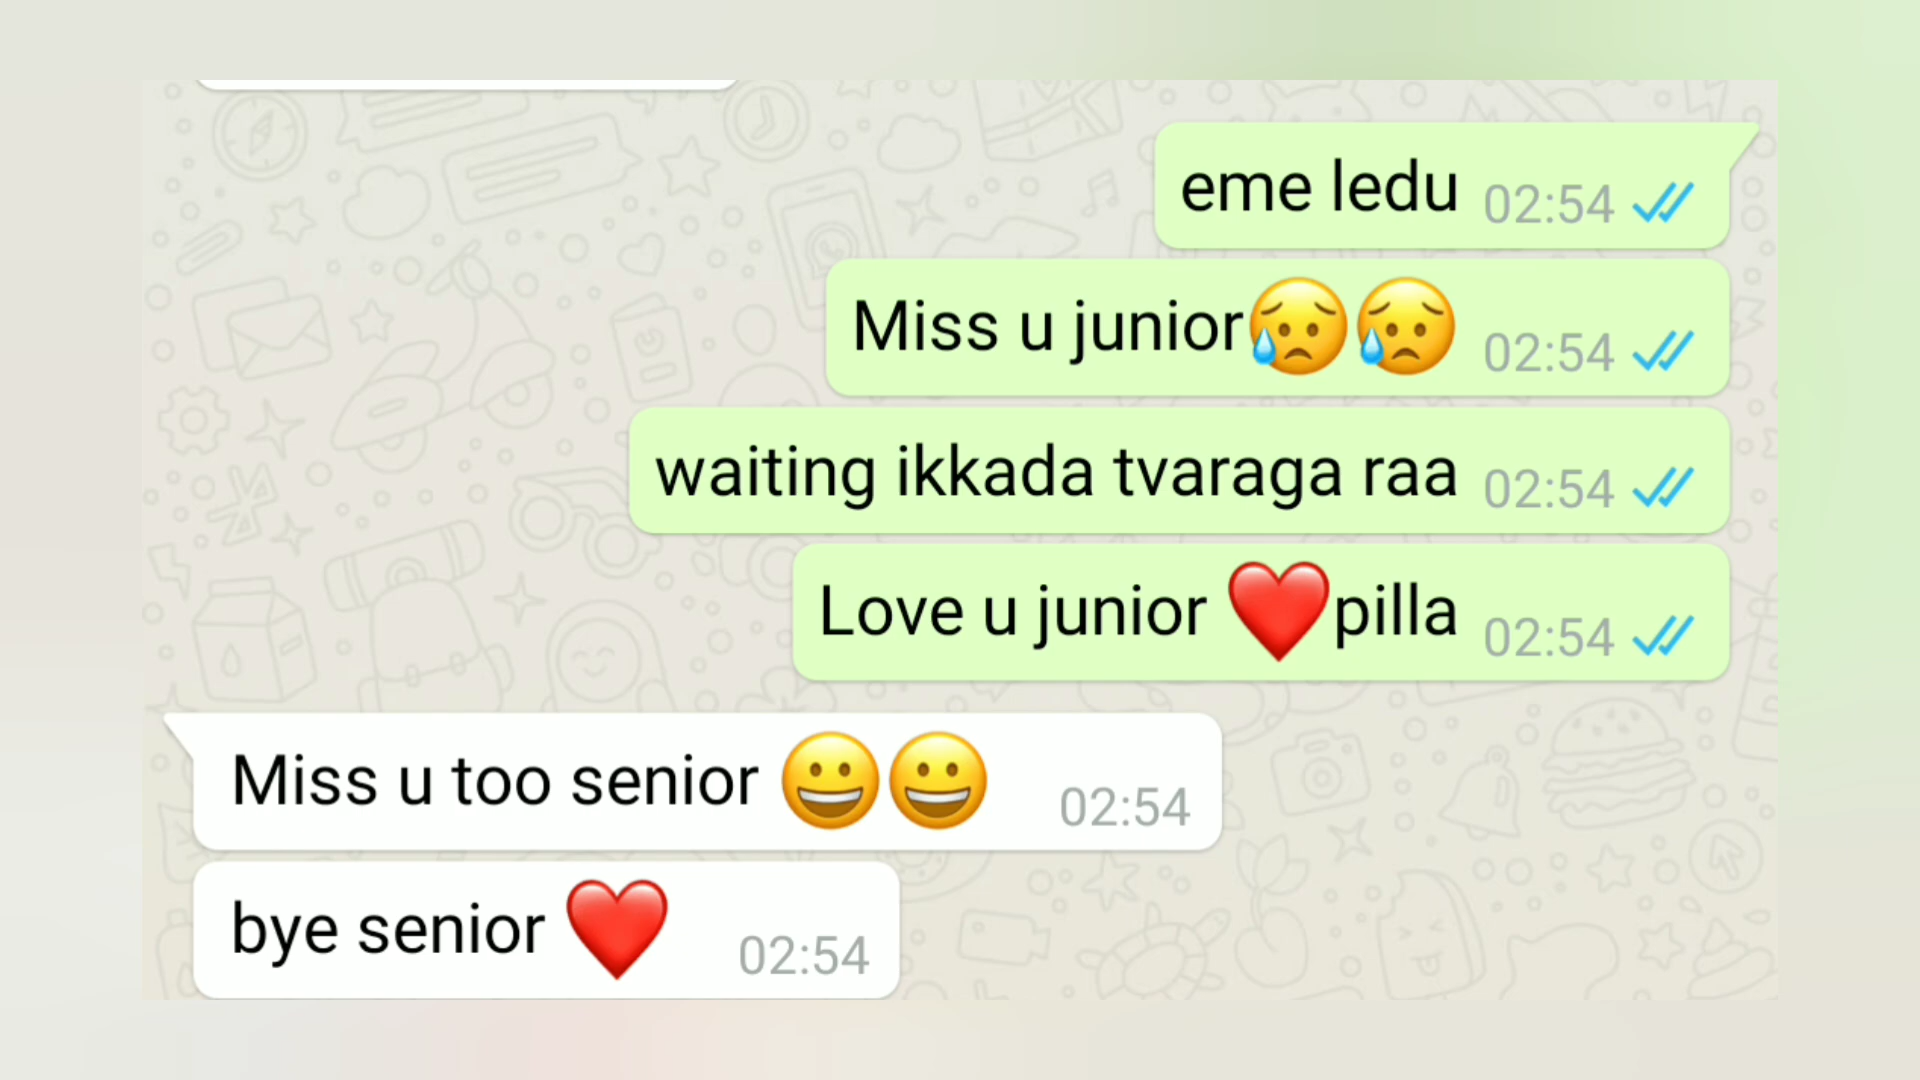 eme ledu 02:54
Miss u junior😥😥 02:54
waiting ikkada tvaraga raa 02:54
Love u junior ❤️pilla 02:54
Miss u too senior 😀😀 02:54
bye senior ❤️ 02:54